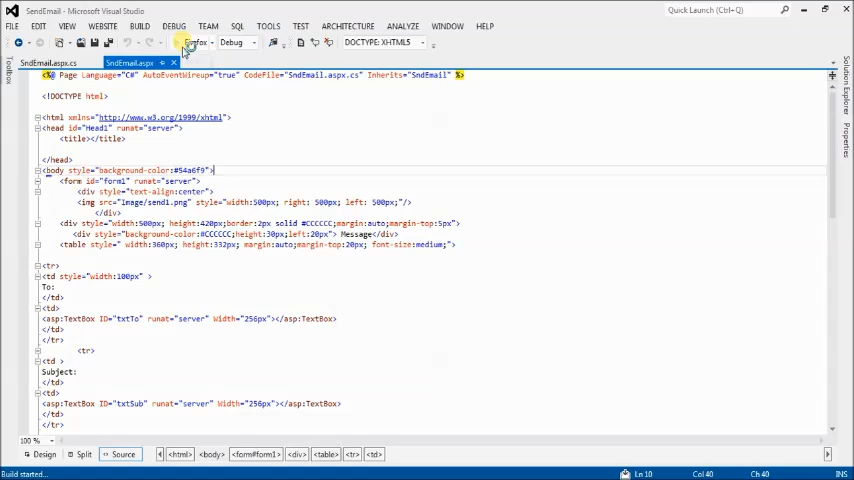 SendEmail - Microsoft Visual Studio
Quick Launch (Ctrl+Q)
FILE EDIT VIEW WEBSITE BUILD DEBUG TEAM SQL TOOLS TEST ARCHITECTURE ANALYZE WINDOW HELP
Firefox Debug DOCTYPE: XHTML5
SndEmail.aspx.cs SndEmail.aspx
<%@ Page Language="C#" AutoEventWireup="true" CodeFile="SndEmail.aspx.cs" Inherits="SndEmail" %>
<!DOCTYPE html>
<html xmlns="http://www.w3.org/1999/xhtml">
<head id="Head1" runat="server">
<title></title>
</head>
<body style="background-color:#54a6f9">
<form id="form1" runat="server">
<div style="text-align:center">
<img src="Image/send1.png" style="width:500px; right: 500px; left: 500px;"/>
</div>
<div style="width:500px; height:420px;border:2px solid #CCCCCC;margin:auto;margin-top:5px">
<div style="background-color:#CCCCCC;height:30px;left:20px"> Message</div>
<table style=" width:360px; height:332px; margin:auto;margin-top:20px; font-size:medium;">
<tr>
<td style="width:100px" >
To:
</td>
<td>
<asp:TextBox ID="txtTo" runat="server" Width="256px"></asp:TextBox>
</td>
</tr>
<tr>
<td >
Subject:
</td>
<td>
<asp:TextBox ID="txtSub" runat="server" Width="256px"></asp:TextBox>
</td>
</tr>
100 %
Design Split Source <html> <body> <form#form1> <div> <table> <tr> <td>
Build started... Ln 10 Col 40 Ch 40
Toolbox
Solution Explorer
Properties